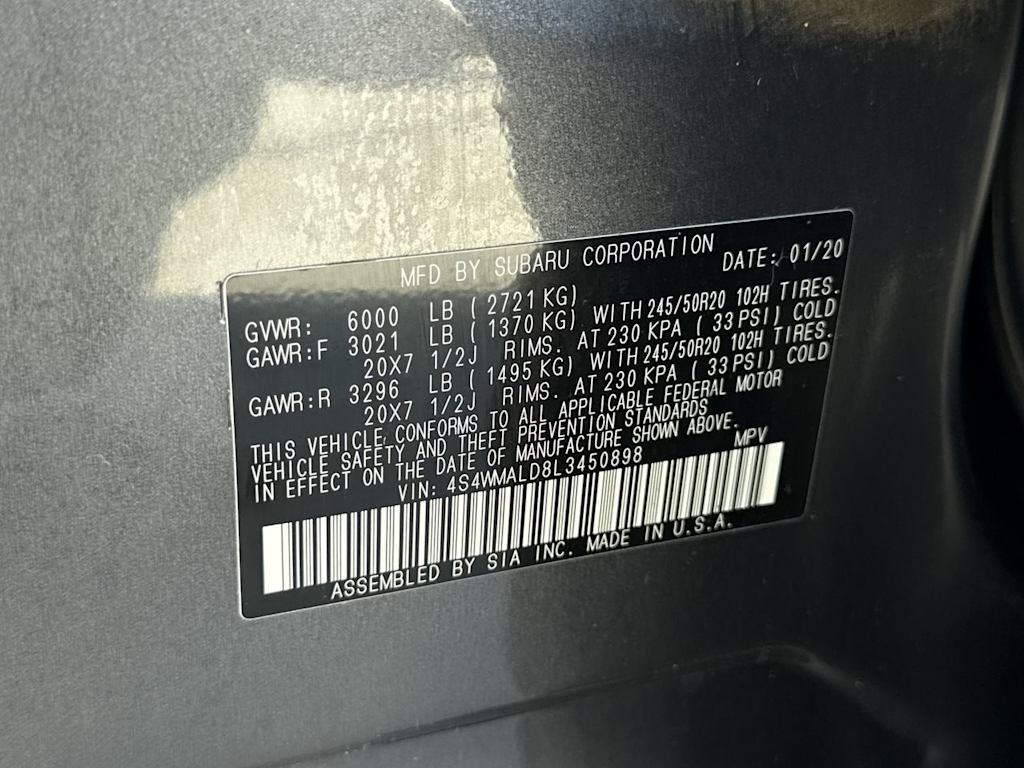 MFD BY SUBARU CORPORATION DATE: 01/20
GVWR: 6000 LB ( 2721 KG)
GAWR:F 3021 LB ( 1370 KG) WITH 245/50R20 102H TIRES.
20X7 1/2J RIMS. AT 230 KPA ( 33 PSI) COLD
GAWR:R 3296 LB ( 1495 KG) WITH 245/50R20 102H TIRES.
20X7 1/2J RIMS. AT 230 KPA ( 33 PSI) COLD
THIS VEHICLE CONFORMS TO ALL APPLICABLE FEDERAL MOTOR
VEHICLE SAFETY AND THEFT PREVENTION STANDARDS
IN EFFECT ON THE DATE OF MANUFACTURE SHOWN ABOVE.
VIN: 4S4WMALD8L3450898 MPV
ASSEMBLED BY SIA INC. MADE IN U.S.A.